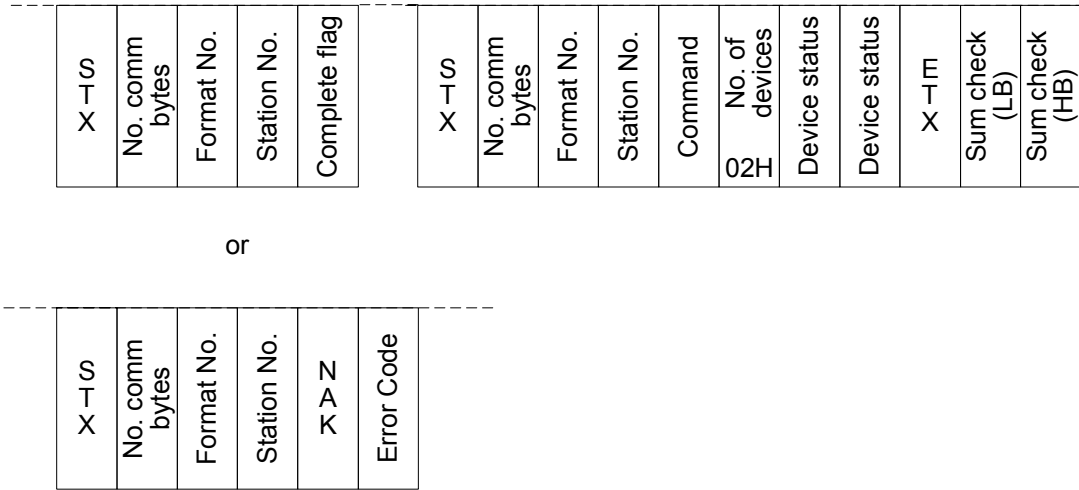 STX
No. comm
bytes
Format No.
Station No.
Complete flag
STX
No. comm
bytes
Format No.
Station No.
Command
No. of
devices
02H
Device status
Device status
ETX
Sum check
(LB)
Sum check
(HB)
or
STX
No. comm
bytes
Format No.
Station No.
NAK
Error Code